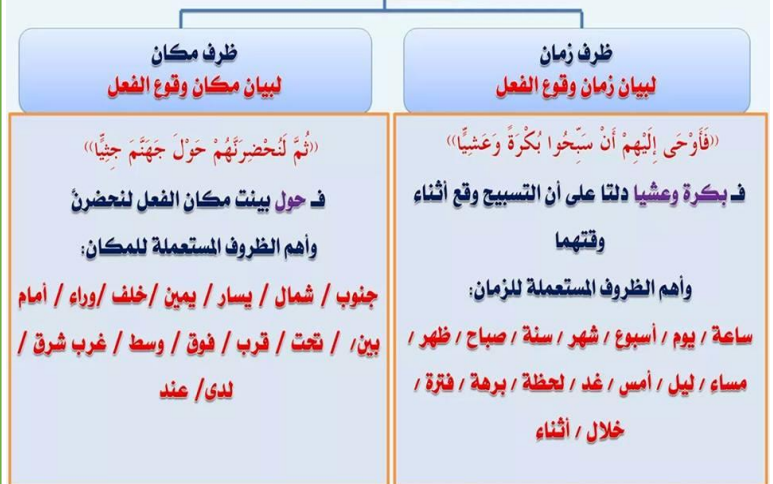 ظرف زمان
لبيان زمان وقوع الفعل
((فَأَوْحَى إِلَيْهِمْ أَنْ سَبِّحُوا بُكْرَةً وَعَشِيًّا))
فـ بكرة وعشيا دلتا على أن التسبيح وقع أثناء
وقتهما
وأهم الظروف المستعملة للزمان:
ساعة / يوم / أسبوع / شهر / سنة / صباح / ظهر /
مساء / ليل / أمس / غد / لحظة / برهة / فترة /
خلال / أثناء
ظرف مكان
لبيان مكان وقوع الفعل
((ثُمَّ لَنُحْضِرَنَّهُمْ حَوْلَ جَهَنَّمَ جِثِيًّا))
فـ حول بينت مكان الفعل لنحضرنّ
وأهم الظروف المستعملة للمكان:
جنوب / شمال / يسار / يمين /خلف /وراء / أمام
بين/ / تحت / قرب / فوق / وسط / غرب شرق /
لدى/ عند